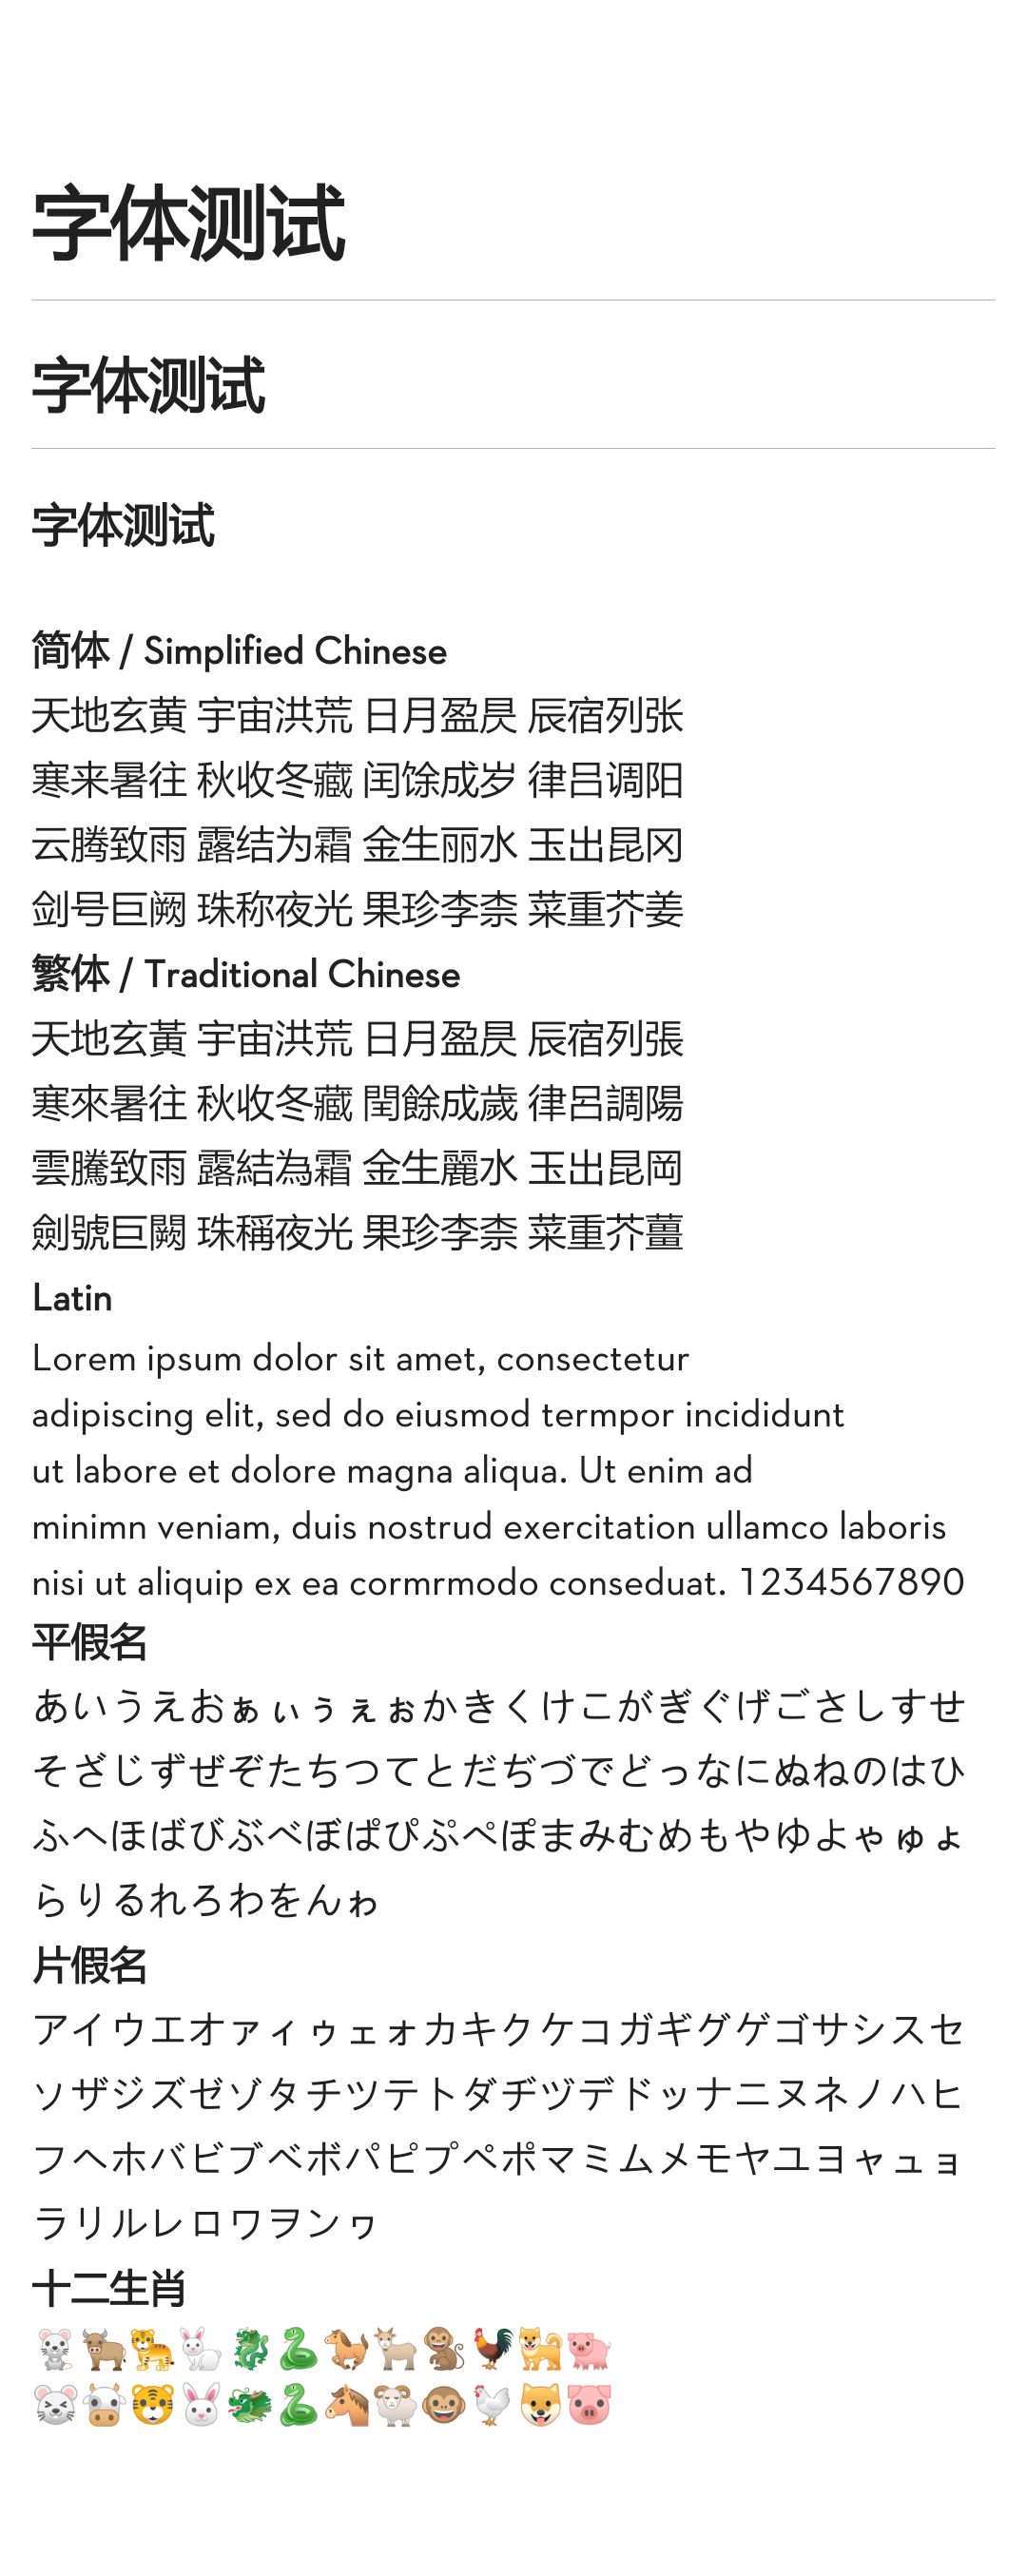 字体测试
字体测试
字体测试
简体 / Simplified Chinese
天地玄黄 宇宙洪荒 日月盈昃 辰宿列张
寒来暑往 秋收冬藏 闰馀成岁 律吕调阳
云腾致雨 露结为霜 金生丽水 玉出昆冈
剑号巨阙 珠称夜光 果珍李柰 菜重芥姜
繁体 / Traditional Chinese
天地玄黃 宇宙洪荒 日月盈昃 辰宿列張
寒來暑往 秋收冬藏 閏餘成歲 律呂調陽
雲騰致雨 露結為霜 金生麗水 玉出昆岡
劍號巨闕 珠稱夜光 果珍李柰 菜重芥薑
Latin
Lorem ipsum dolor sit amet, consectetur
adipiscing elit, sed do eiusmod termpor incididunt
ut labore et dolore magna aliqua. Ut enim ad
minimn veniam, duis nostrud exercitation ullamco laboris
nisi ut aliquip ex ea cormrmodo conseduat. 1234567890
平假名
あいうえおぁぃぅぇぉかきくけこがぎぐげごさしすせ
そざじずぜぞたちつてとだぢづでどっなにぬねのはひ
ふへほばびぶべぼぱぴぷぺぽまみむめもやゆよゃゅょ
らりるれろわをんゎ
片假名
アイウエオァィゥェォカキクケコガギグゲゴサシスセ
ソザジズゼゾタチツテトダヂヅデドッナニヌネノハヒ
フヘホバビブベボパピプペポマミムメモヤユヨャュョ
ラリルレロワヲンヮ
十二生肖
🐁🐂🐅🐇🐉🐍🐎🐐🐒🐓🐕🐖
🐭🐮🐯🐰🐲🐍🐴🐏🐵🐔🐶🐷